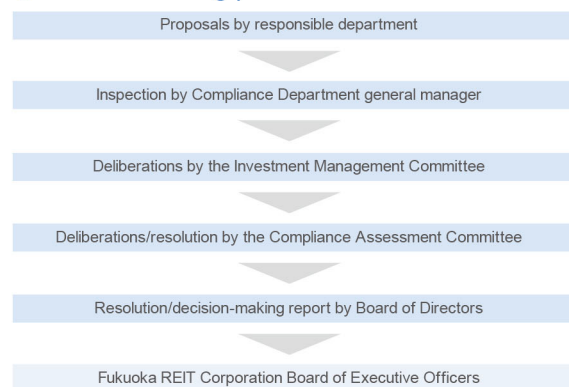 Proposals by responsible department
Inspection by Compliance Department general manager
Deliberations by the Investment Management Committee
Deliberations/resolution by the Compliance Assessment Committee
Resolution/decision-making report by Board of Directors
Fukuoka REIT Corporation Board of Executive Officers